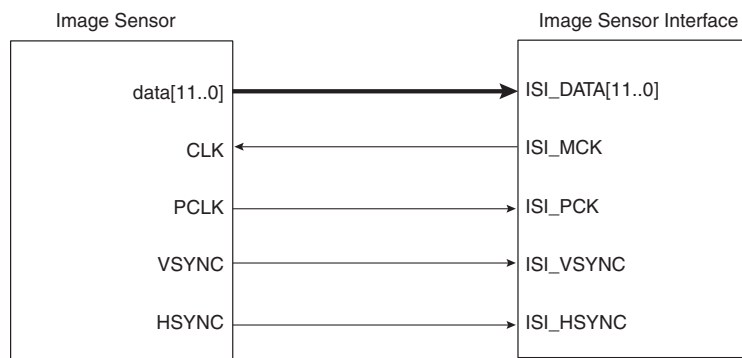 Image Sensor
Image Sensor Interface
data[11..0]
ISI_DATA[11..0]
CLK
ISI_MCK
PCLK
ISI_PCK
VSYNC
ISI_VSYNC
HSYNC
ISI_HSYNC